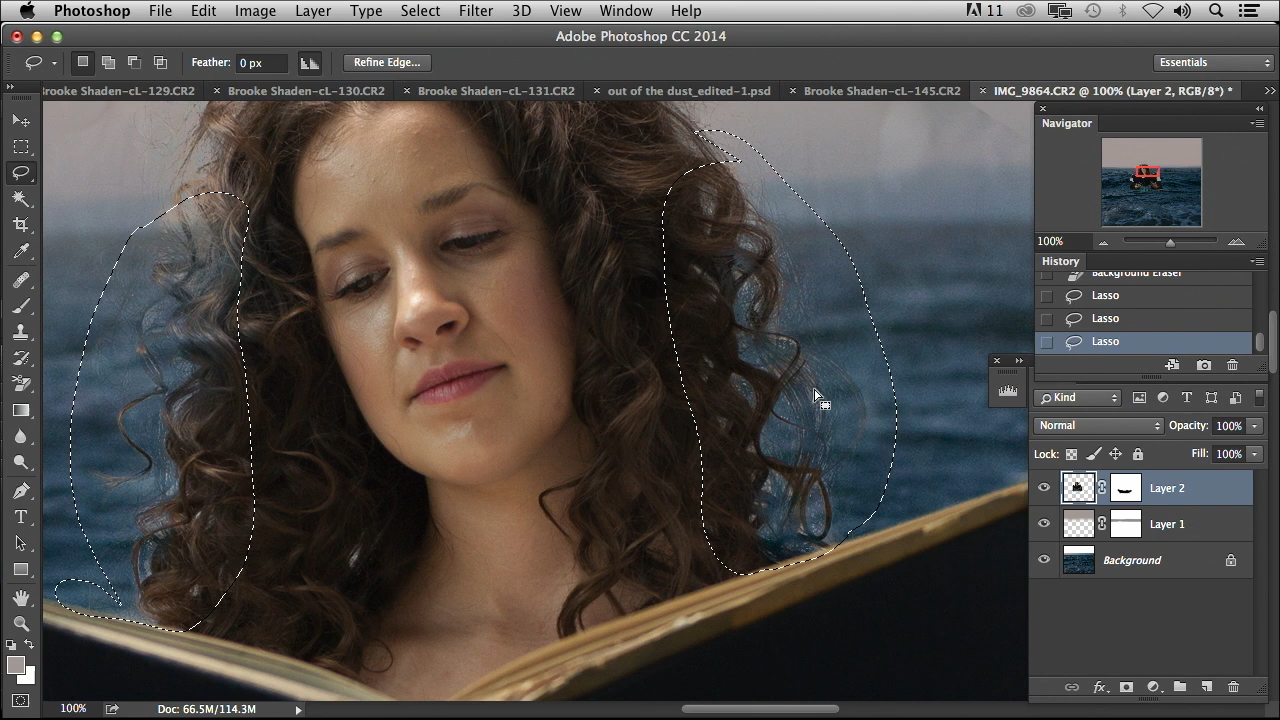 Photoshop File Edit Image Layer Type Select Filter 3D View Window Help 11
Adobe Photoshop CC 2014
Feather: 0 px Refine Edge... Essentials
Brooke Shaden-cL-129.CR2 × Brooke Shaden-cL-130.CR2 × Brooke Shaden-cL-131.CR2 × out of the dust_edited-1.psd × Brooke Shaden-cL-145.CR2 × IMG_9864.CR2 @ 100% (Layer 2, RGB/8*) *
Navigator
100%
History
Background Eraser
Lasso
Lasso
Lasso
Kind
Normal Opacity: 100%
Lock: Fill: 100%
Layer 2
Layer 1
Background
fx
100% Doc: 66.5M/114.3M